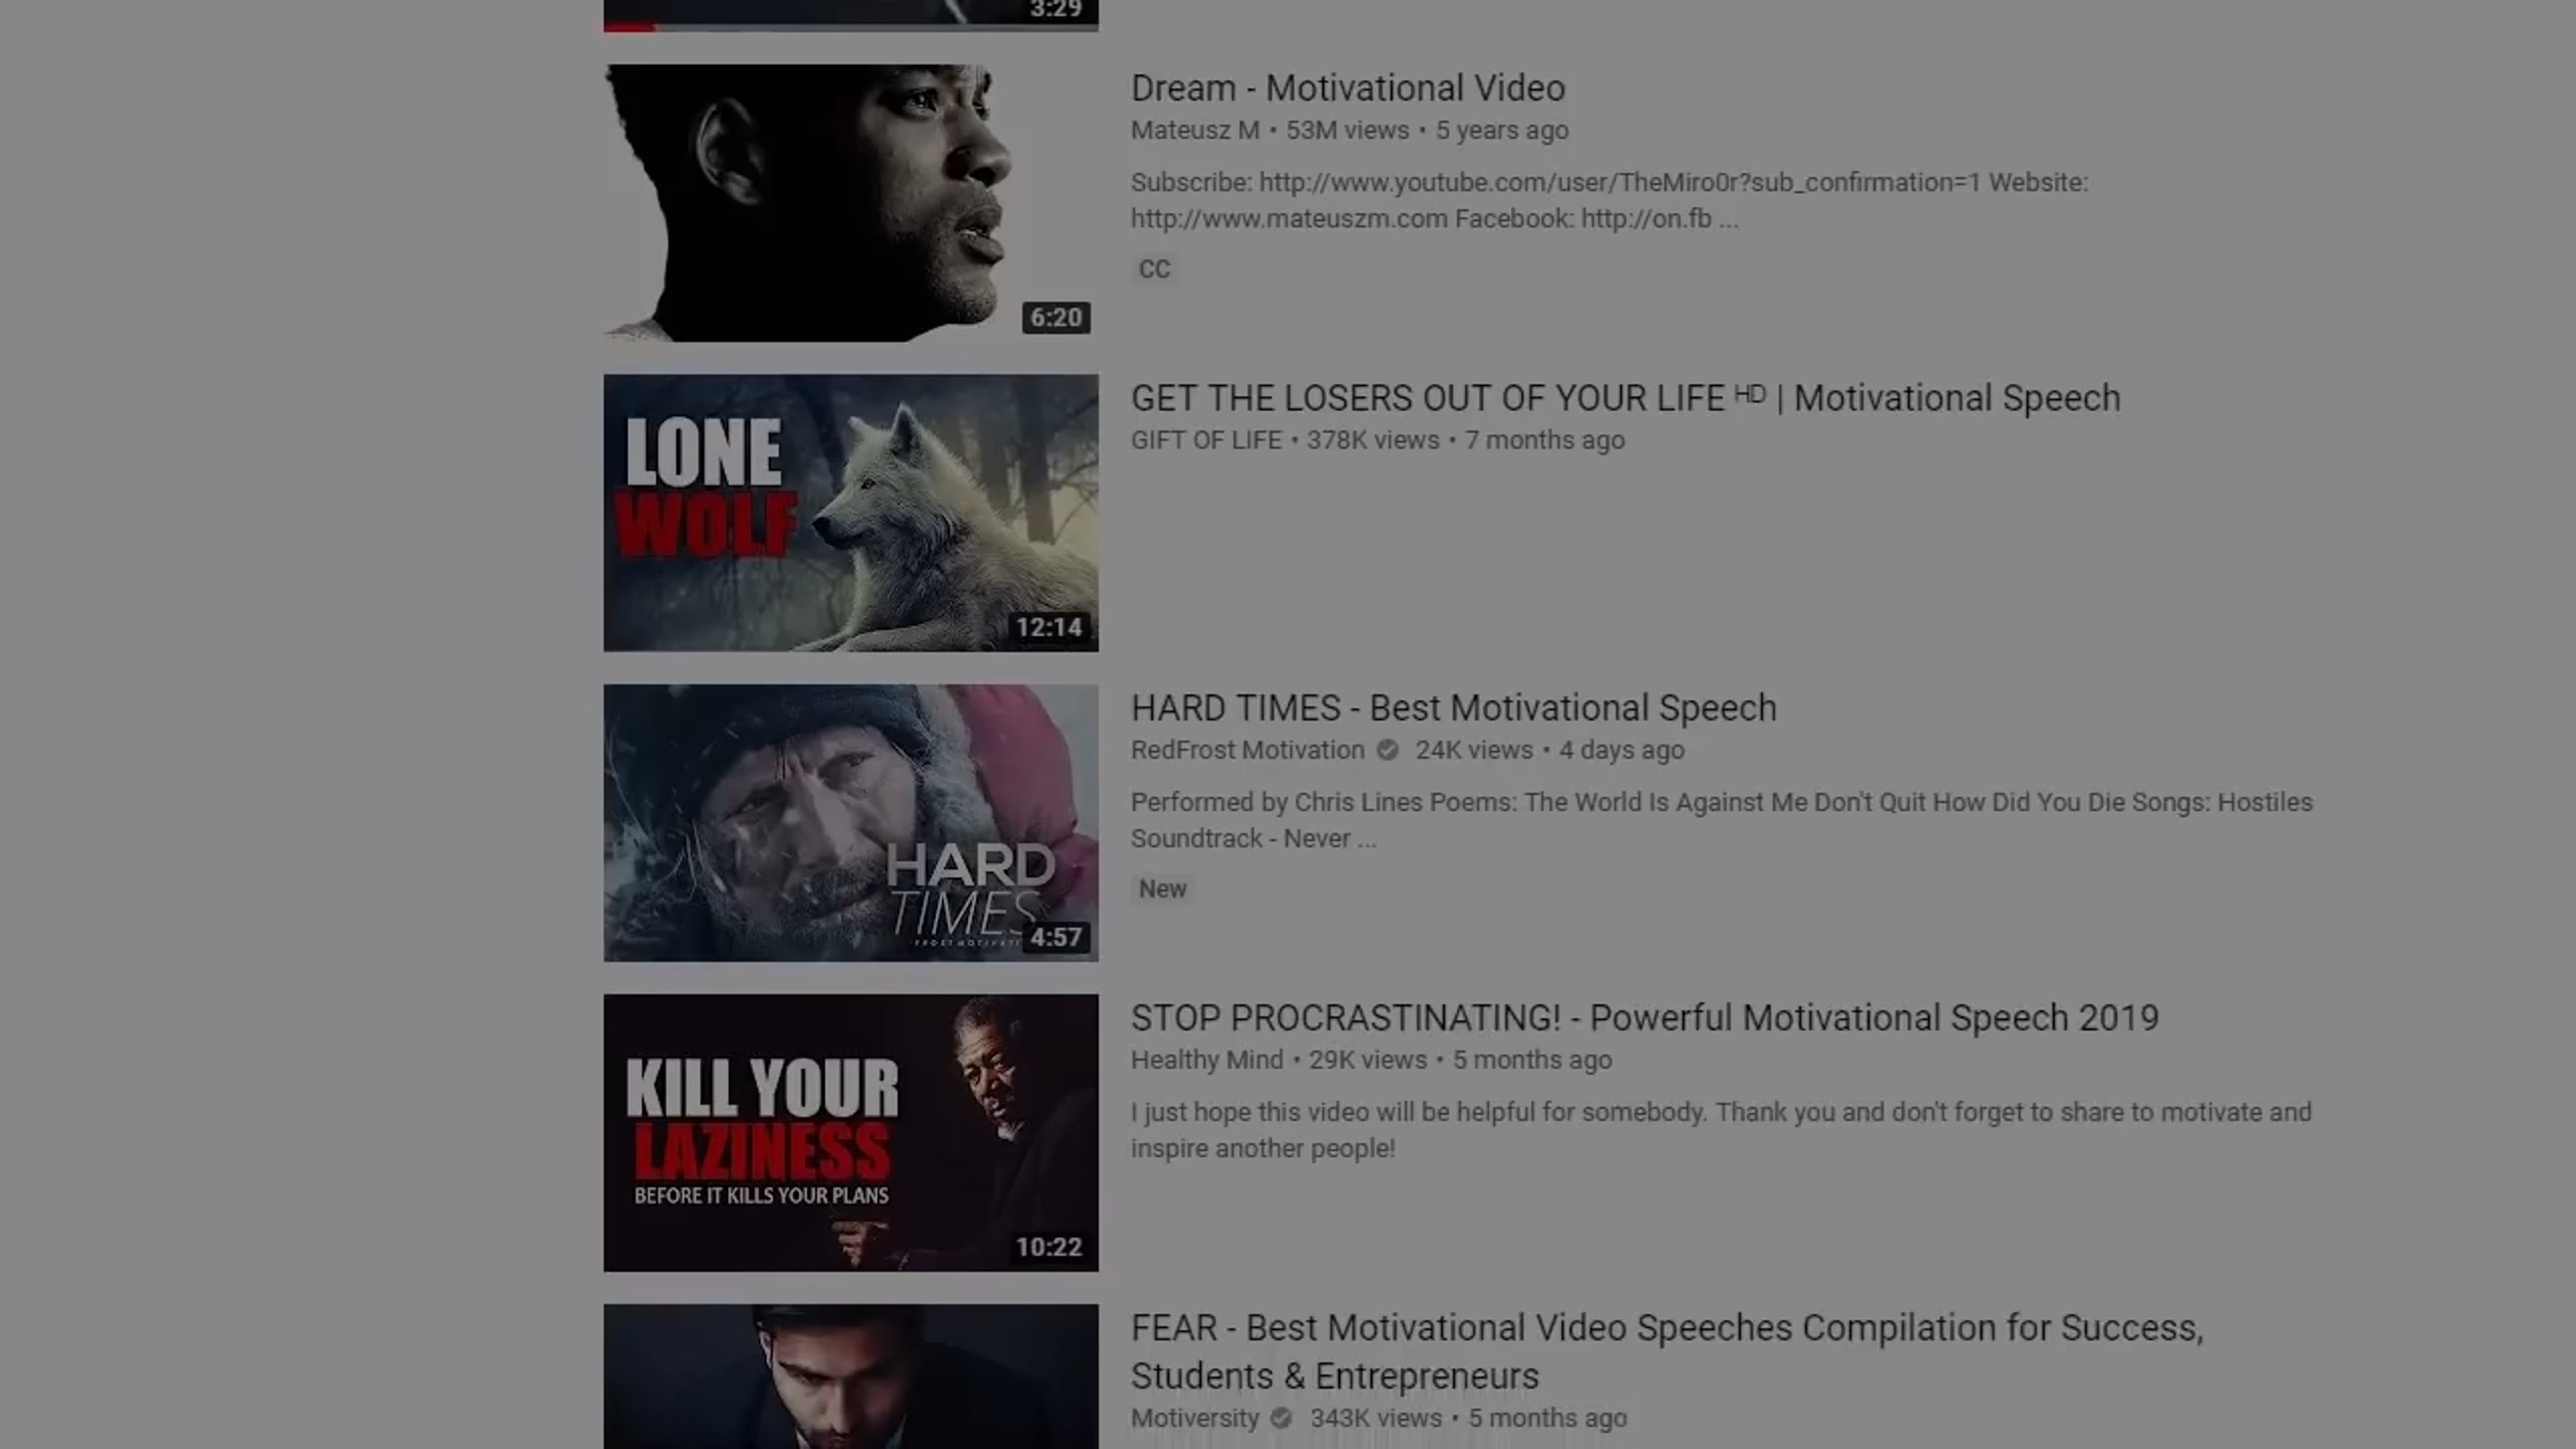 3:29
Dream - Motivational Video
Mateusz M • 53M views • 5 years ago
Subscribe: http://www.youtube.com/user/TheMiro0r?sub_confirmation=1 Website:
http://www.mateuszm.com Facebook: http://on.fb ...
CC
6:20
LONE
WOLF
12:14
GET THE LOSERS OUT OF YOUR LIFE ᴴᴰ | Motivational Speech
GIFT OF LIFE • 378K views • 7 months ago
HARD
TIMES
4:57
HARD TIMES - Best Motivational Speech
RedFrost Motivation 24K views • 4 days ago
Performed by Chris Lines Poems: The World Is Against Me Don't Quit How Did You Die Songs: Hostiles
Soundtrack - Never ...
New
KILL YOUR
LAZINESS
BEFORE IT KILLS YOUR PLANS
10:22
STOP PROCRASTINATING! - Powerful Motivational Speech 2019
Healthy Mind • 29K views • 5 months ago
I just hope this video will be helpful for somebody. Thank you and don't forget to share to motivate and
inspire another people!
FEAR - Best Motivational Video Speeches Compilation for Success,
Students & Entrepreneurs
Motiversity 343K views • 5 months ago